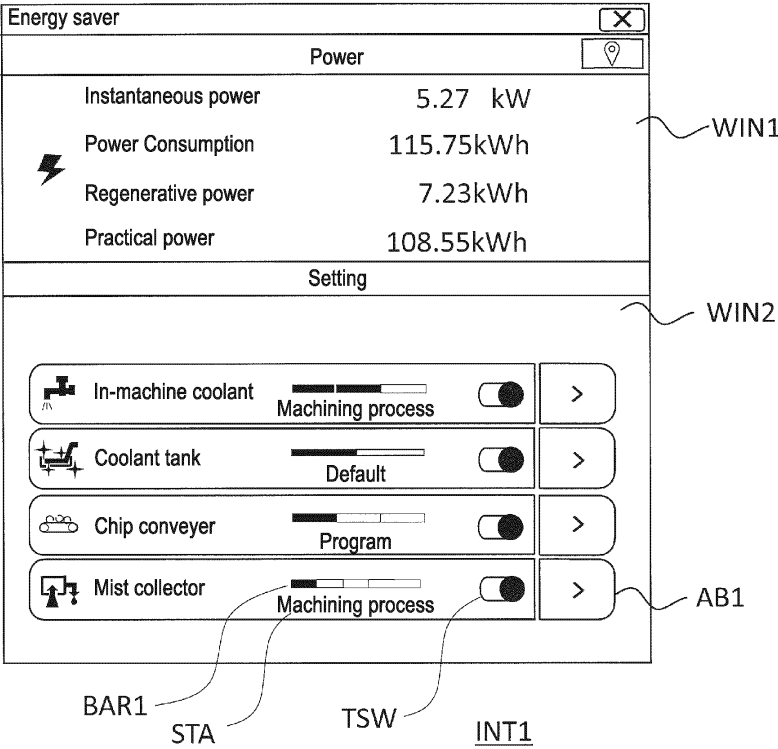 Energy saver
Power
Instantaneous power 5.27 kW
WIN1
Power Consumption 115.75kWh
Regenerative power 7.23kWh
Practical power 108.55kWh
Setting
WIN2
In-machine coolant
Machining process
>
Coolant tank
Default
>
Chip conveyer
Program
>
Mist collector
Machining process
>
AB1
BAR1
STA
TSW
INT1